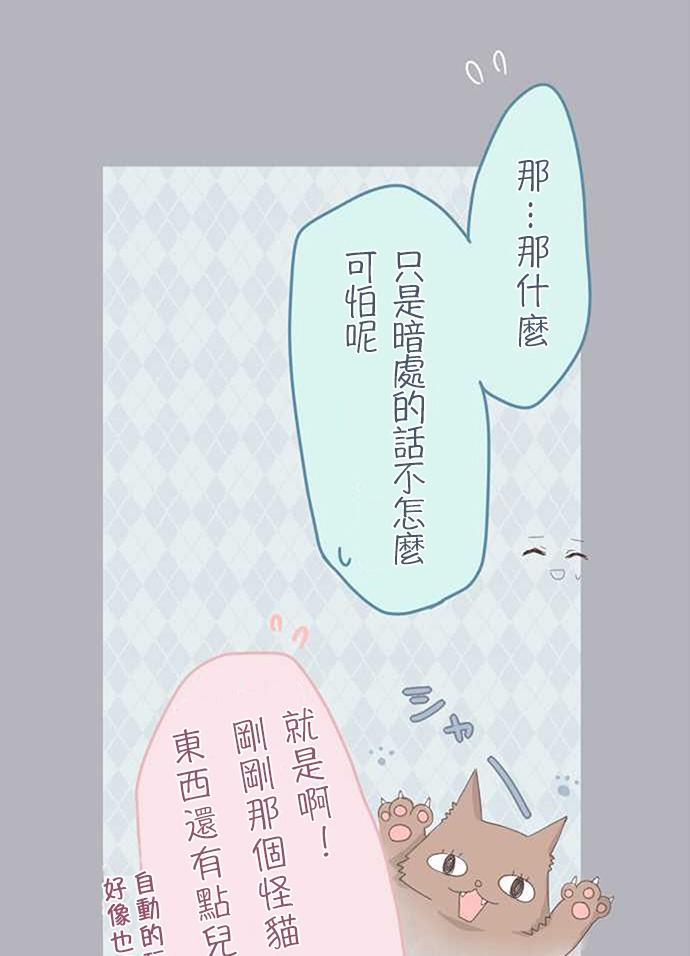 那…那什麼
只是暗處的話不怎麼
可怕呢
シャー
就是啊！
剛剛那個怪貓
東西還有點兒
自動的
好像也